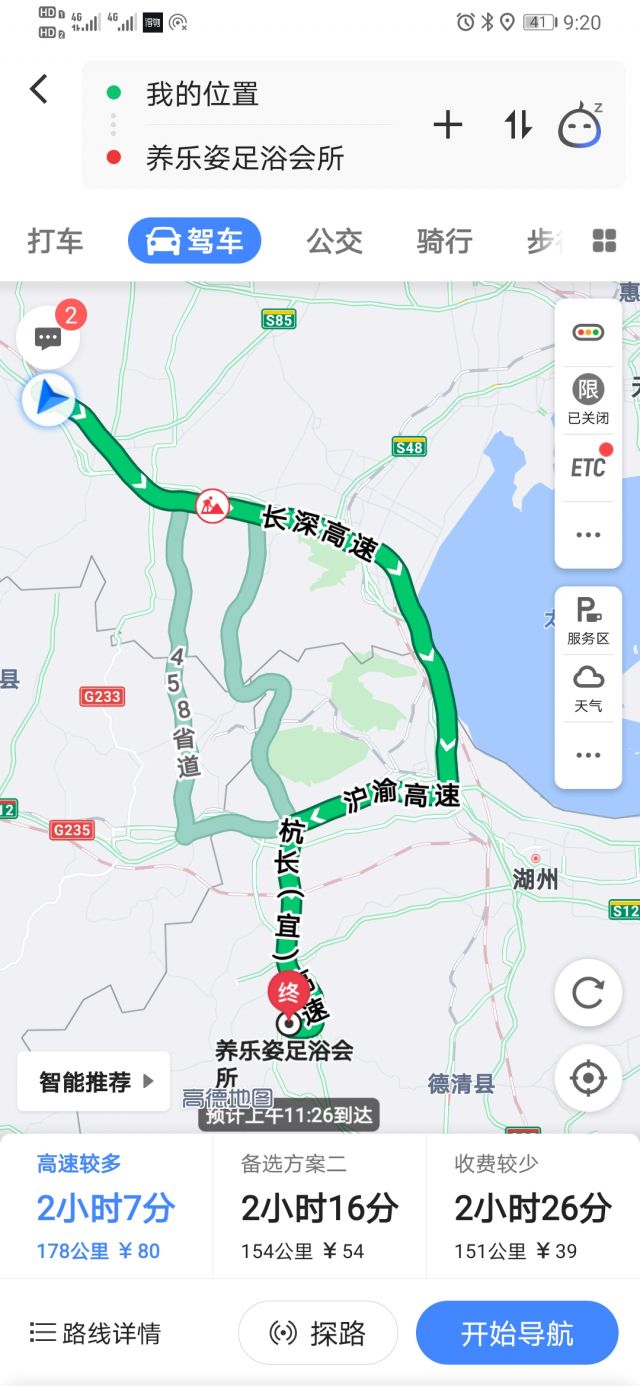 HD 1 4G 4G 41 9:20
HD 2
我的位置
养乐姿足浴会所
z
打车 驾车 公交 骑行
2
S85
限
已关闭
S48
ETC
长深高速
P
服务区
县
458省道
G233
天气
沪渝高速
12
G235
杭长(宜)高速
湖州
S12
终
养乐姿足浴会
所
智能推荐
高德地图
德清县
预计上午11:26到达
高速较多 备选方案二 收费较少
2小时7分 2小时16分 2小时26分
178公里 ¥80 154公里 ¥54 151公里 ¥39
路线详情 探路 开始导航